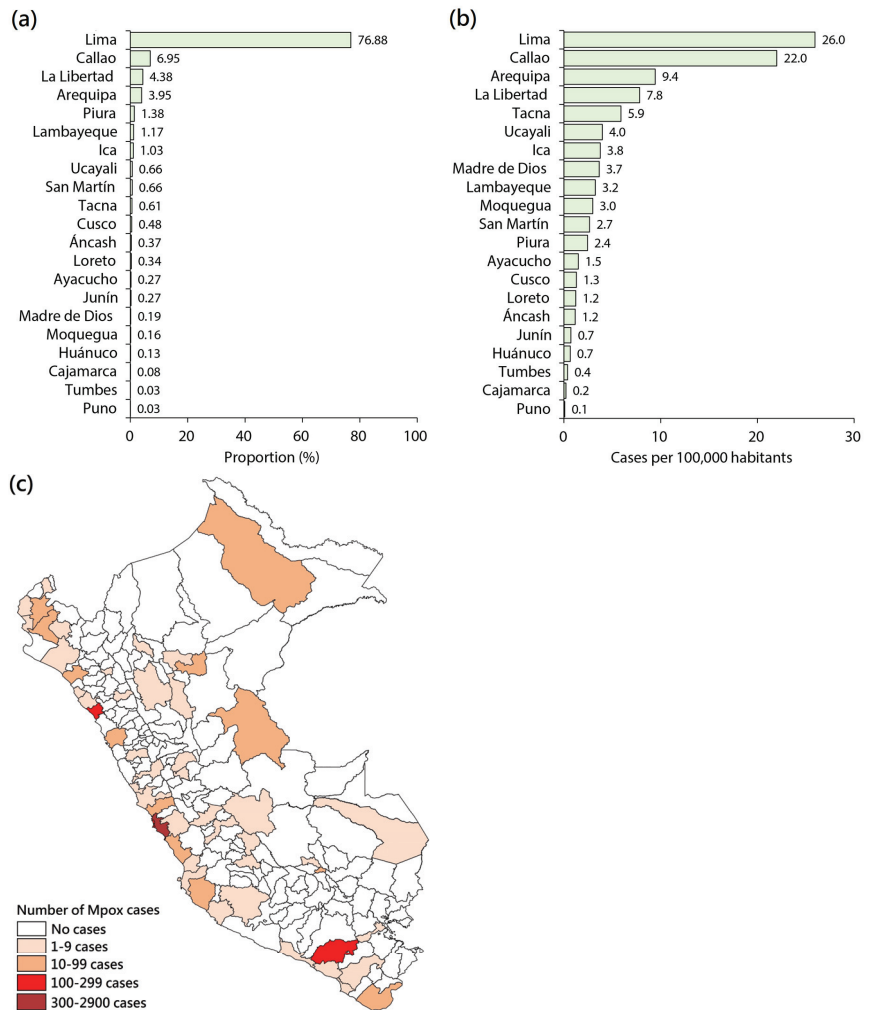 (a)
Lima 76.88
Callao 6.95
La Libertad 4.38
Arequipa 3.95
Piura 1.38
Lambayeque 1.17
Ica 1.03
Ucayali 0.66
San Martín 0.66
Tacna 0.61
Cusco 0.48
Áncash 0.37
Loreto 0.34
Ayacucho 0.27
Junín 0.27
Madre de Dios 0.19
Moquegua 0.16
Huánuco 0.13
Cajamarca 0.08
Tumbes 0.03
Puno 0.03
0 20 40 60 80 100
Proportion (%)
(b)
Lima 26.0
Callao 22.0
Arequipa 9.4
La Libertad 7.8
Tacna 5.9
Ucayali 4.0
Ica 3.8
Madre de Dios 3.7
Lambayeque 3.2
Moquegua 3.0
San Martín 2.7
Piura 2.4
Ayacucho 1.5
Cusco 1.3
Loreto 1.2
Áncash 1.2
Junín 0.7
Huánuco 0.7
Tumbes 0.4
Cajamarca 0.2
Puno 0.1
0 10 20 30
Cases per 100,000 habitants
(c)
Number of Mpox cases
No cases
1-9 cases
10-99 cases
100-299 cases
300-2900 cases